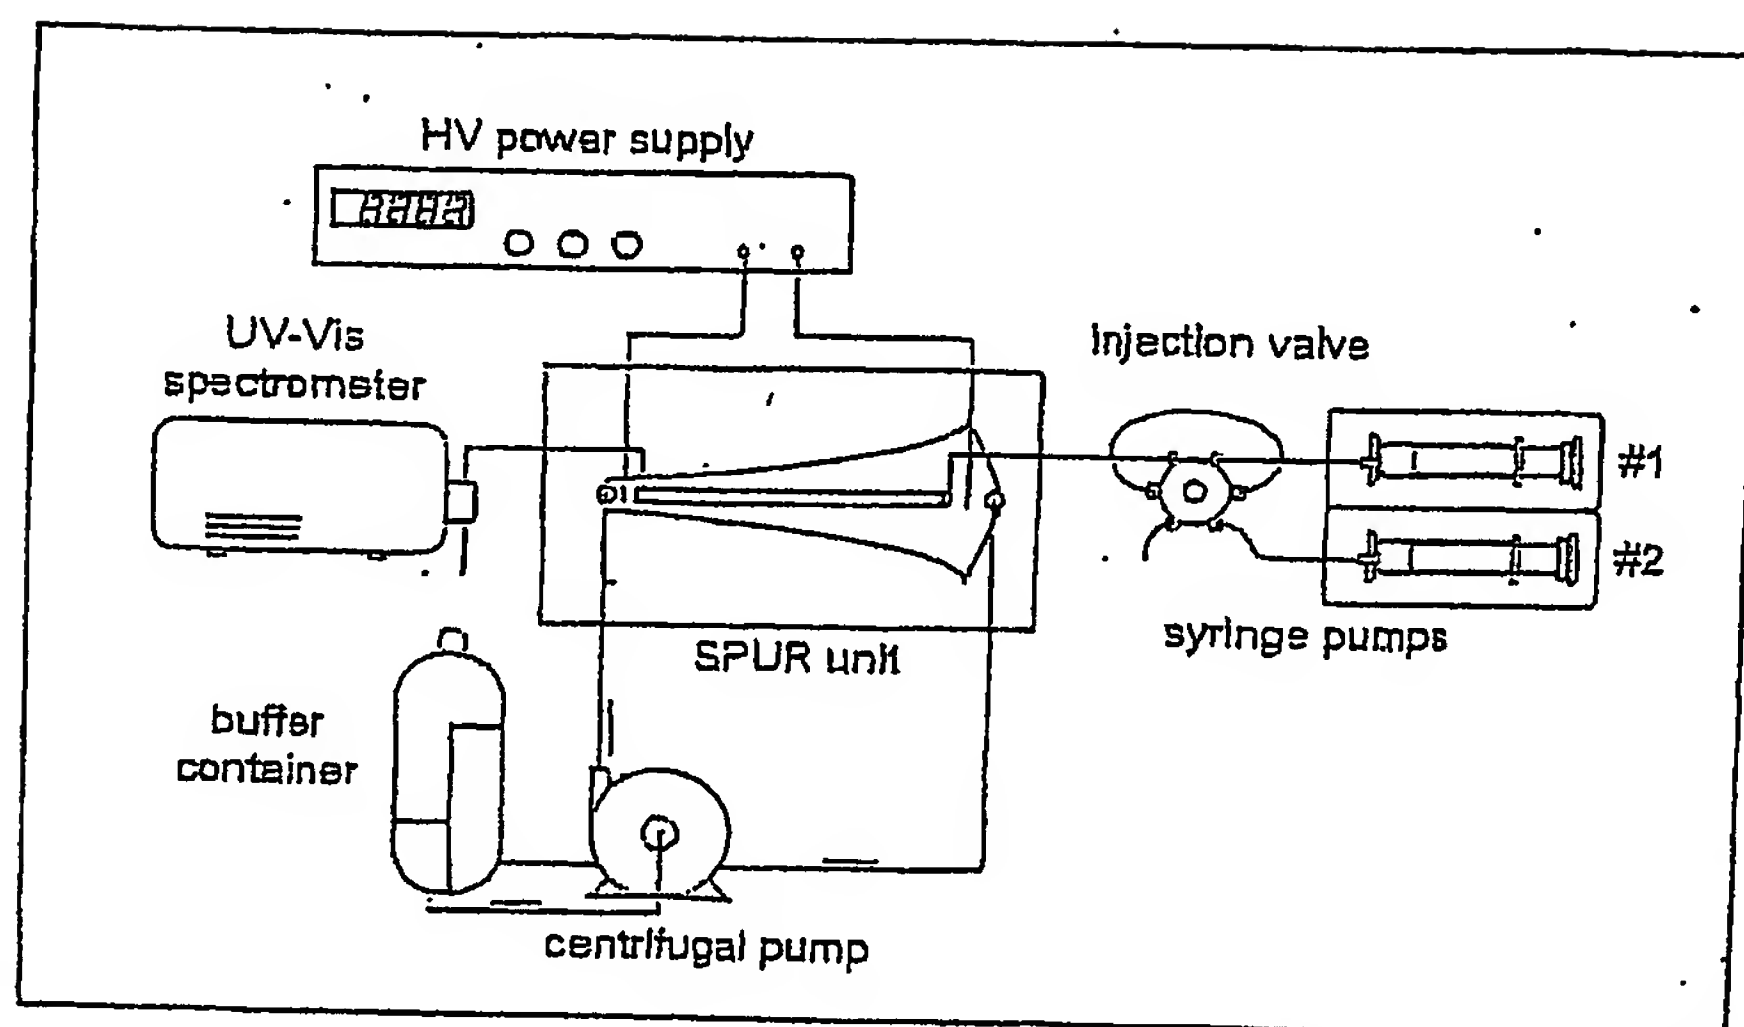 HV power supply
UV-Vis
spectrometer
Injection valve
#1
#2
syringe pumps
SPUR unit
buffer
container
centrifugal pump